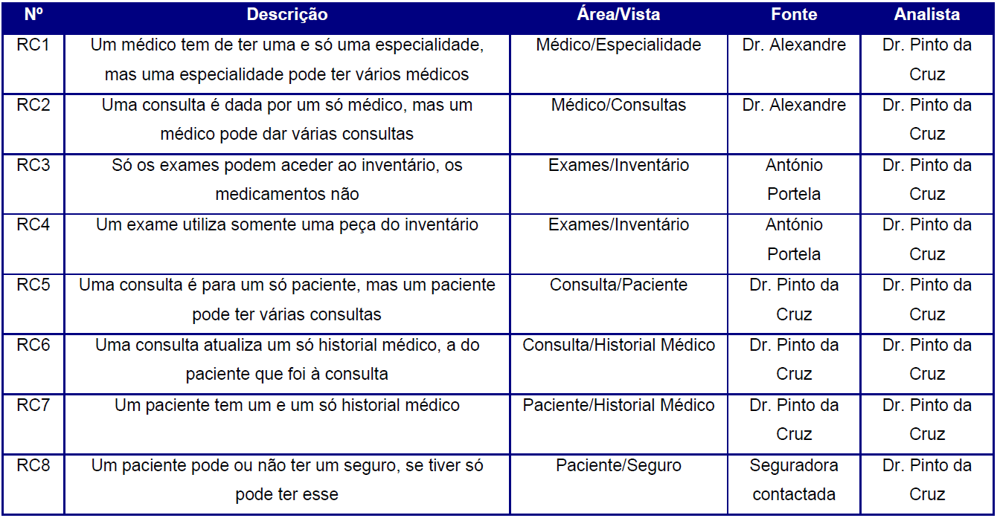 Nº Descrição Área/Vista Fonte Analista
RC1 Um médico tem de ter uma e só uma especialidade, Médico/Especialidade Dr. Alexandre Dr. Pinto da
mas uma especialidade pode ter vários médicos Cruz
RC2 Uma consulta é dada por um só médico, mas um Médico/Consultas Dr. Alexandre Dr. Pinto da
médico pode dar várias consultas Cruz
RC3 Só os exames podem aceder ao inventário, os Exames/Inventário António Dr. Pinto da
medicamentos não Portela Cruz
RC4 Um exame utiliza somente uma peça do inventário Exames/Inventário António Dr. Pinto da
Portela Cruz
RC5 Uma consulta é para um só paciente, mas um paciente Consulta/Paciente Dr. Pinto da Dr. Pinto da
pode ter várias consultas Cruz Cruz
RC6 Uma consulta atualiza um só historial médico, a do Consulta/Historial Médico Dr. Pinto da Dr. Pinto da
paciente que foi à consulta Cruz Cruz
RC7 Um paciente tem um e um só historial médico Paciente/Historial Médico Dr. Pinto da Dr. Pinto da
Cruz Cruz
RC8 Um paciente pode ou não ter um seguro, se tiver só Paciente/Seguro Seguradora Dr. Pinto da
pode ter esse contactada Cruz